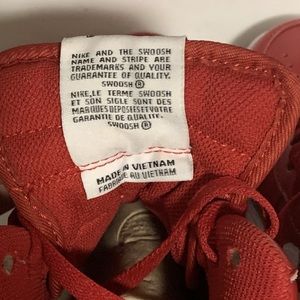 NIKE AND THE SWOOSH
NAME AND STRIPE ARE
TRADEMARKS AND YOUR
GUARANTEE OF QUALITY.
SWOOSH ®
NIKE, LE TERME SWOOSH
ET SON SIGLE SONT DES
MARQUES DEPOSEES ET VOTRE
GARANTIE DE QUALITY.
SWOOSH ®
MADE IN VIETNAM
FABRIQUE AU VIETNAM